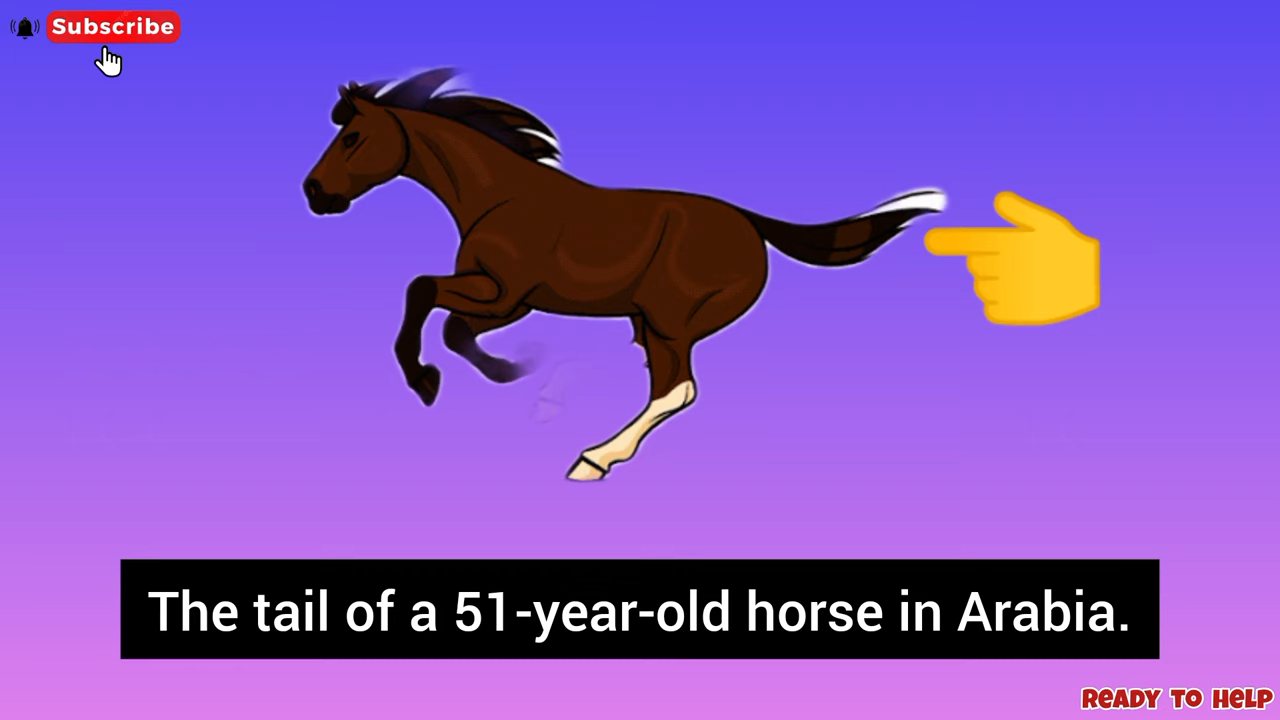 Subscribe
The tail of a 51-year-old horse in Arabia.
READY TO HELP